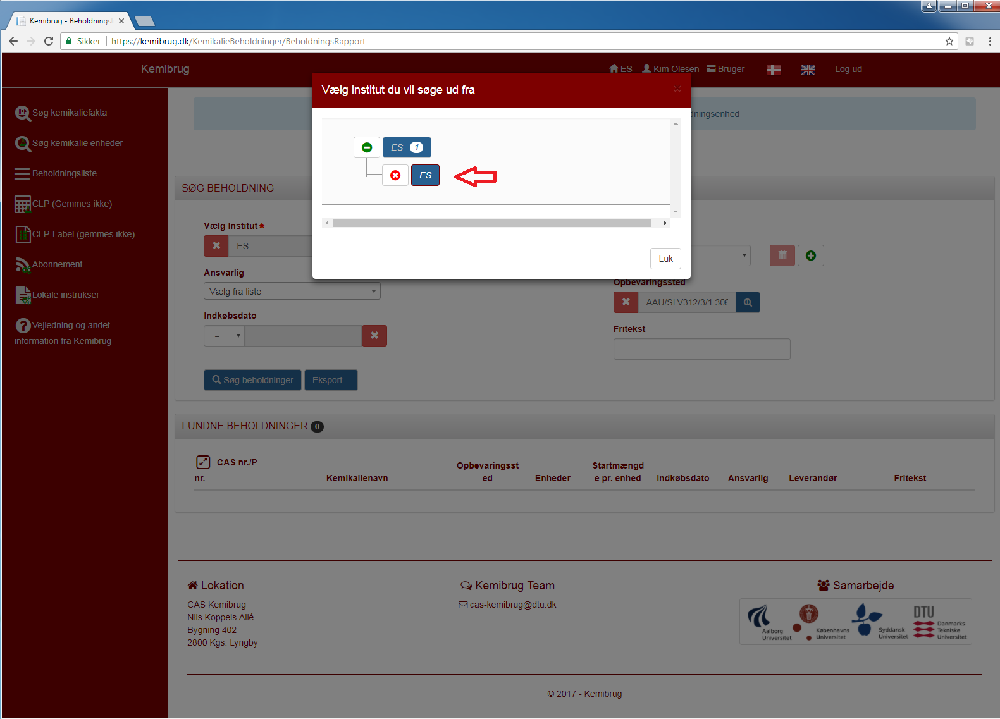 Kemibrug - Beholdnings
Sikker
https://kemibrug.dk/KemikalieBeholdninger/BeholdningsRapport
Kemibrug
ES
Kim Olesen
Bruger
Log ud
Vælg institut du vil søge ud fra
dningsenhed
Søg kemikaliefakta
Søg kemikalie enheder
Beholdningsliste
CLP (Gemmes ikke)
CLP-Label (gemmes ikke)
Abonnement
Lokale instrukser
Vejledning og andet
information fra Kemibrug
ES 1
ES
Luk
SØG BEHOLDNING
Vælg Institut
ES
Ansvarlig
Vælg fra liste
Indkøbsdato
=
Opbevaringssted
AAU/SLV312/3/1.306
Fritekst
Søg beholdninger
Eksport...
FUNDNE BEHOLDNINGER 0
CAS nr./P
nr.
Kemikalienavn
Opbevaringsst
ed
Enheder
Startmængd
e pr. enhed
Indkøbsdato
Ansvarlig
Leverandør
Fritekst
Lokation
CAS Kemibrug
Nils Koppels Allé
Bygning 402
2800 Kgs. Lyngby
Kemibrug Team
cas-kemibrug@dtu.dk
Samarbejde
Aalborg
Universitet
Københavns
Universitet
Syddansk
Universitet
DTU
Danmarks
Tekniske
Universitet
© 2017 - Kemibrug